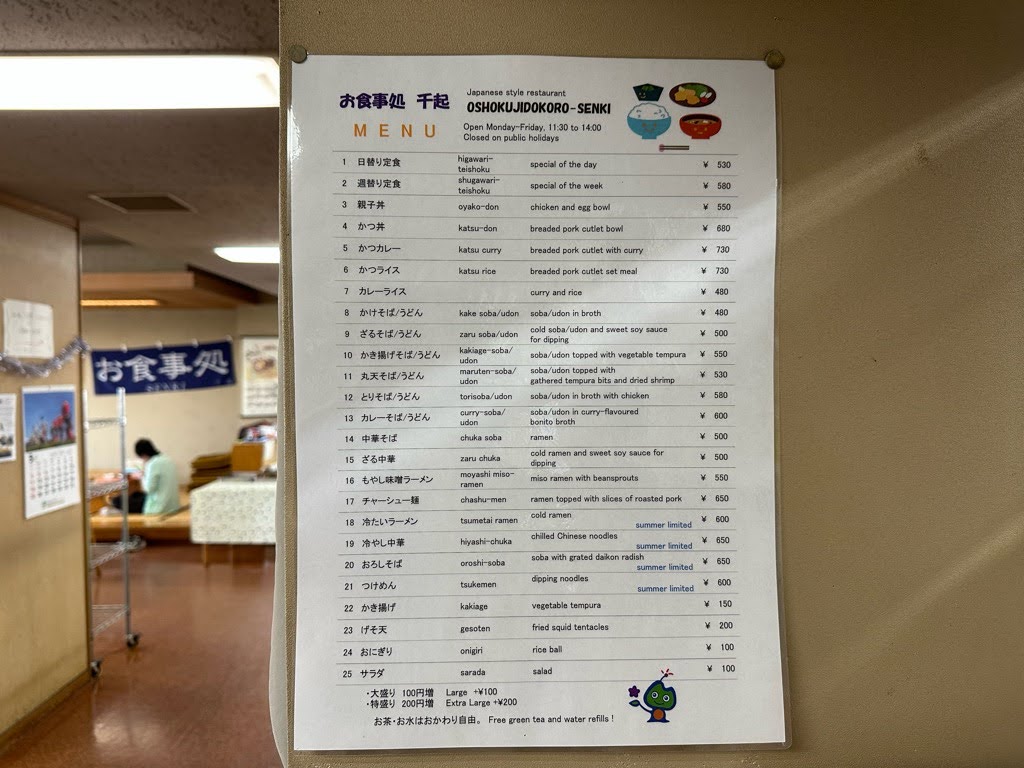 お食事処 千起
Japanese style restaurant
OSHOKUJIDOKORO-SENKI
MENU
Open Monday-Friday, 11:30 to 14:00
Closed on public holidays
1 日替り定食 higawari-teishoku special of the day ¥ 530
2 週替り定食 shugawari-teishoku special of the week ¥ 580
3 親子丼 oyako-don chicken and egg bowl ¥ 550
4 かつ丼 katsu-don breaded pork cutlet bowl ¥ 680
5 かつカレー katsu curry breaded pork cutlet with curry ¥ 730
6 かつライス katsu rice breaded pork cutlet set meal ¥ 730
7 カレーライス curry and rice ¥ 480
8 かけそば/うどん kake soba/udon soba/udon in broth ¥ 480
9 ざるそば/うどん zaru soba/udon cold soba/udon and sweet soy sauce for dipping ¥ 500
10 かき揚げそば/うどん kakiage-soba/udon soba/udon topped with vegetable tempura ¥ 550
11 丸天そば/うどん maruten-soba/udon soba/udon topped with gathered tempura bits and dried shrimp ¥ 530
12 とりそば/うどん torisoba/udon soba/udon in broth with chicken ¥ 580
13 カレーそば/うどん curry-soba/udon soba/udon in curry-flavoured bonito broth ¥ 600
14 中華そば chuka soba ramen ¥ 500
15 ざる中華 zaru chuka cold ramen and sweet soy sauce for dipping ¥ 500
16 もやし味噌ラーメン moyashi miso-ramen miso ramen with beansprouts ¥ 550
17 チャーシュー麺 chashu-men ramen topped with slices of roasted pork ¥ 650
18 冷たいラーメン tsumetai ramen cold ramen summer limited ¥ 600
19 冷やし中華 hiyashi-chuka chilled Chinese noodles summer limited ¥ 650
20 おろしそば oroshi-soba soba with grated daikon radish summer limited ¥ 650
21 つけめん tsukemen dipping noodles summer limited ¥ 600
22 かき揚げ kakiage vegetable tempura ¥ 150
23 げそ天 gesoten fried squid tentacles ¥ 200
24 おにぎり onigiri rice ball ¥ 100
25 サラダ sarada salad ¥ 100
・大盛り 100円増 Large +¥100
・特盛り 200円増 Extra Large +¥200
お茶・お水はおかわり自由。 Free green tea and water refills !
お食事処
SENKI